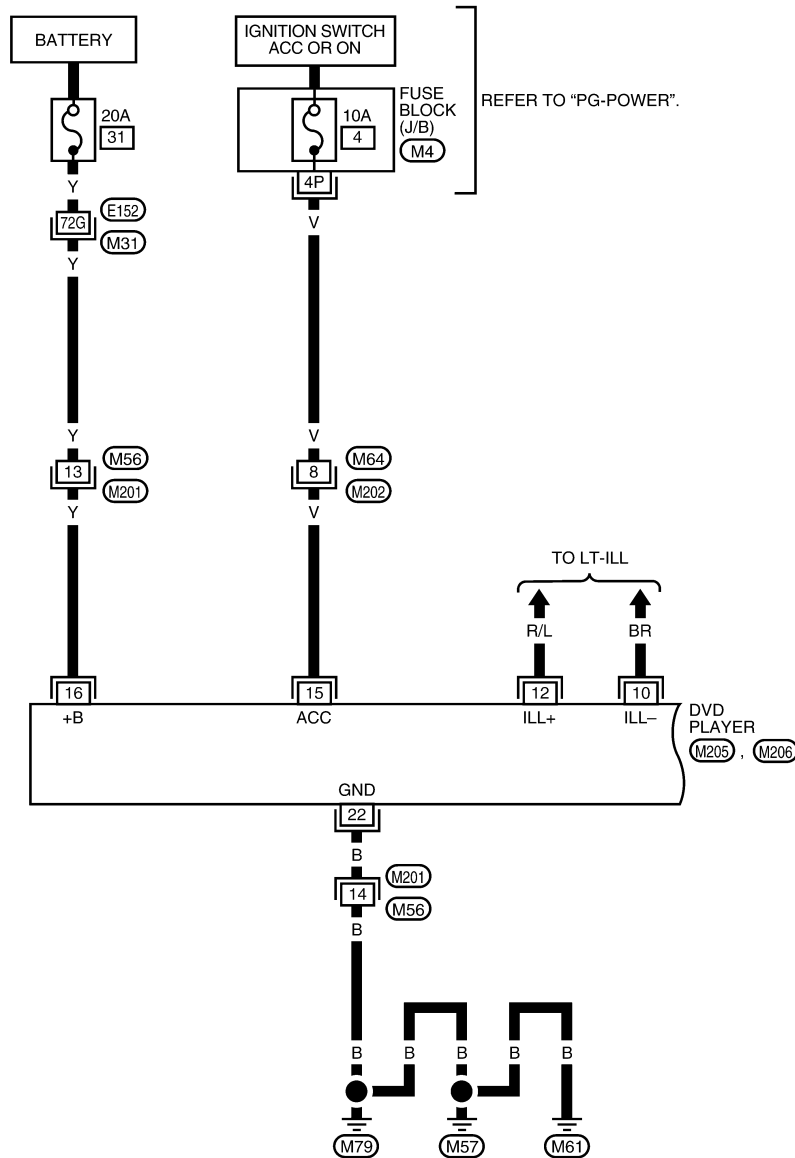 BATTERY
IGNITION SWITCH
ACC OR ON
REFER TO “PG-POWER”.
20A
31
10A
4
FUSE
BLOCK
(J/B)
M4
4P
Y
V
72G
E152
M31
Y
Y
V
13
M56
M201
8
M64
M202
Y
V
TO LT-ILL
R/L
BR
16
15
12
10
+B
ACC
ILL+
ILL–
DVD
PLAYER
M205 , M206
GND
22
B
14
M201
M56
B
B
B
B
B
B
M79
M57
M61